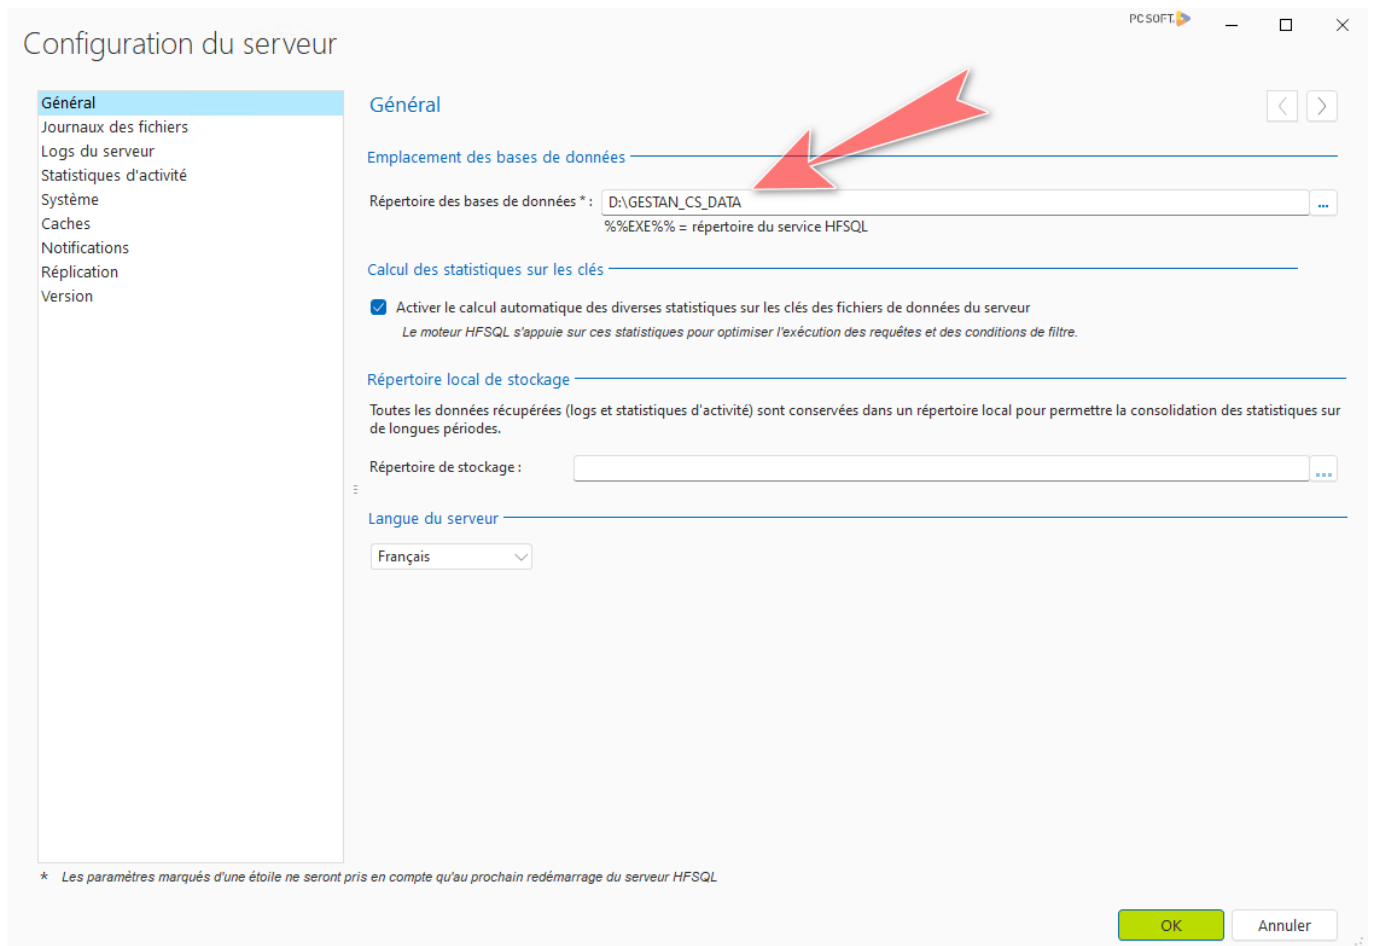 PC SOFT
Configuration du serveur
Général
Journaux des fichiers
Logs du serveur
Statistiques d'activité
Système
Caches
Notifications
Réplication
Version
Général
Emplacement des bases de données
Répertoire des bases de données * : D:\GESTAN_CS_DATA ...
%%EXE%% = répertoire du service HFSQL
Calcul des statistiques sur les clés
Activer le calcul automatique des diverses statistiques sur les clés des fichiers de données du serveur
Le moteur HFSQL s'appuie sur ces statistiques pour optimiser l'exécution des requêtes et des conditions de filtre.
Répertoire local de stockage
Toutes les données récupérées (logs et statistiques d'activité) sont conservées dans un répertoire local pour permettre la consolidation des statistiques sur
de longues périodes.
Répertoire de stockage : ...
Langue du serveur
Français
* Les paramètres marqués d'une étoile ne seront pris en compte qu'au prochain redémarrage du serveur HFSQL
OK Annuler